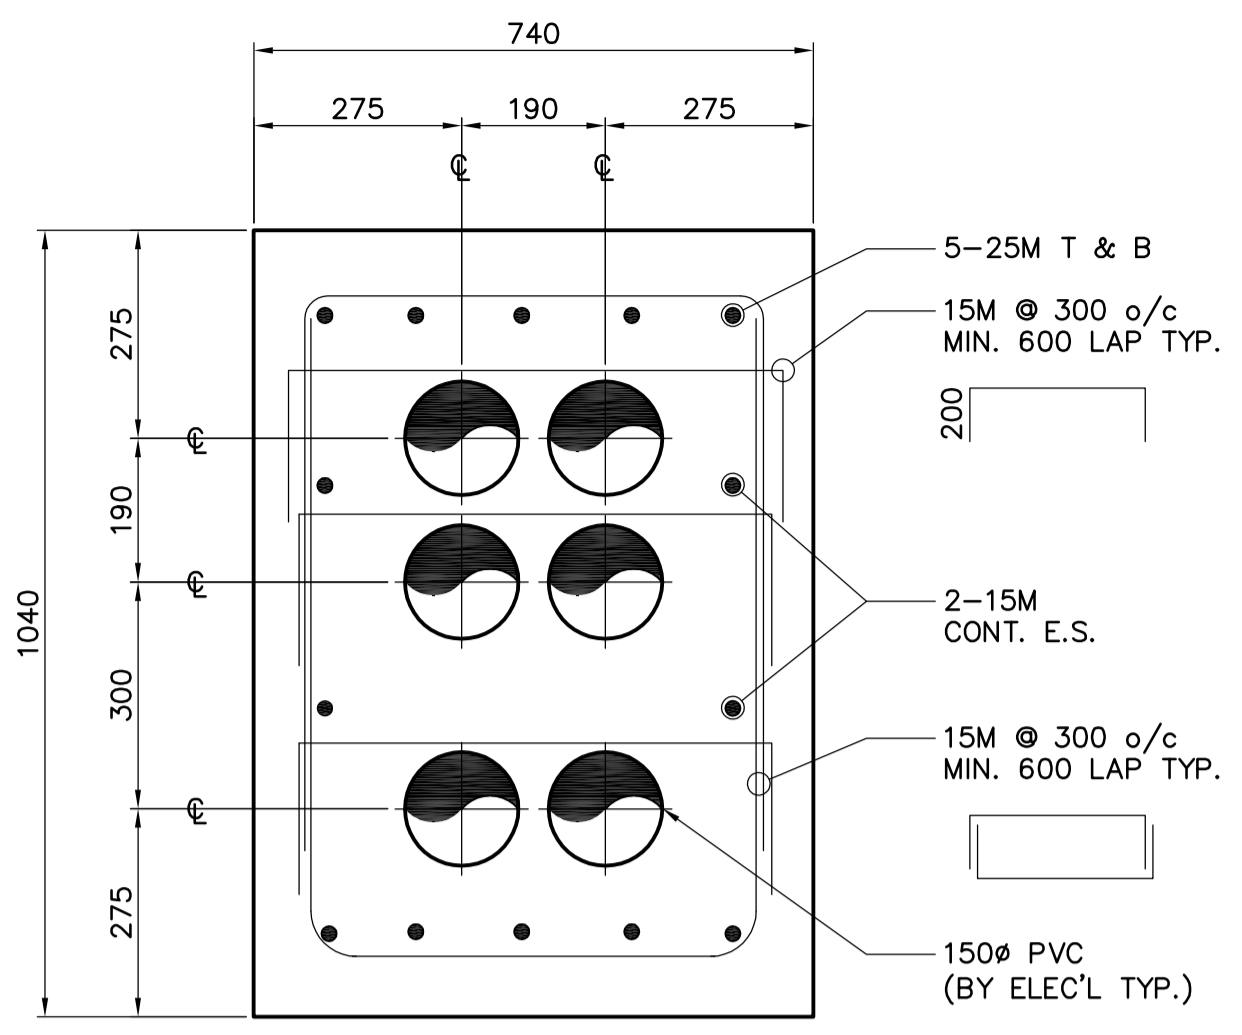 740
275 190 275
℄ ℄
5-25M T & B
15M @ 300 o/c
MIN. 600 LAP TYP.
200
275
℄
190
℄
1040
2-15M
CONT. E.S.
300
15M @ 300 o/c
MIN. 600 LAP TYP.
℄
275
150ø PVC
(BY ELEC'L TYP.)